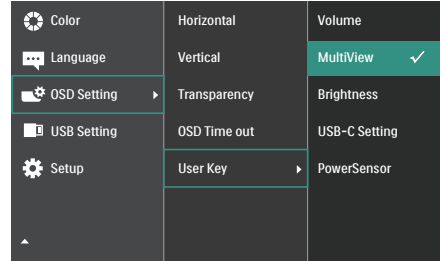 Color
Language
OSD Setting
USB Setting
Setup
Horizontal
Vertical
Transparency
OSD Time out
User Key
Volume
MultiView
Brightness
USB-C Setting
PowerSensor